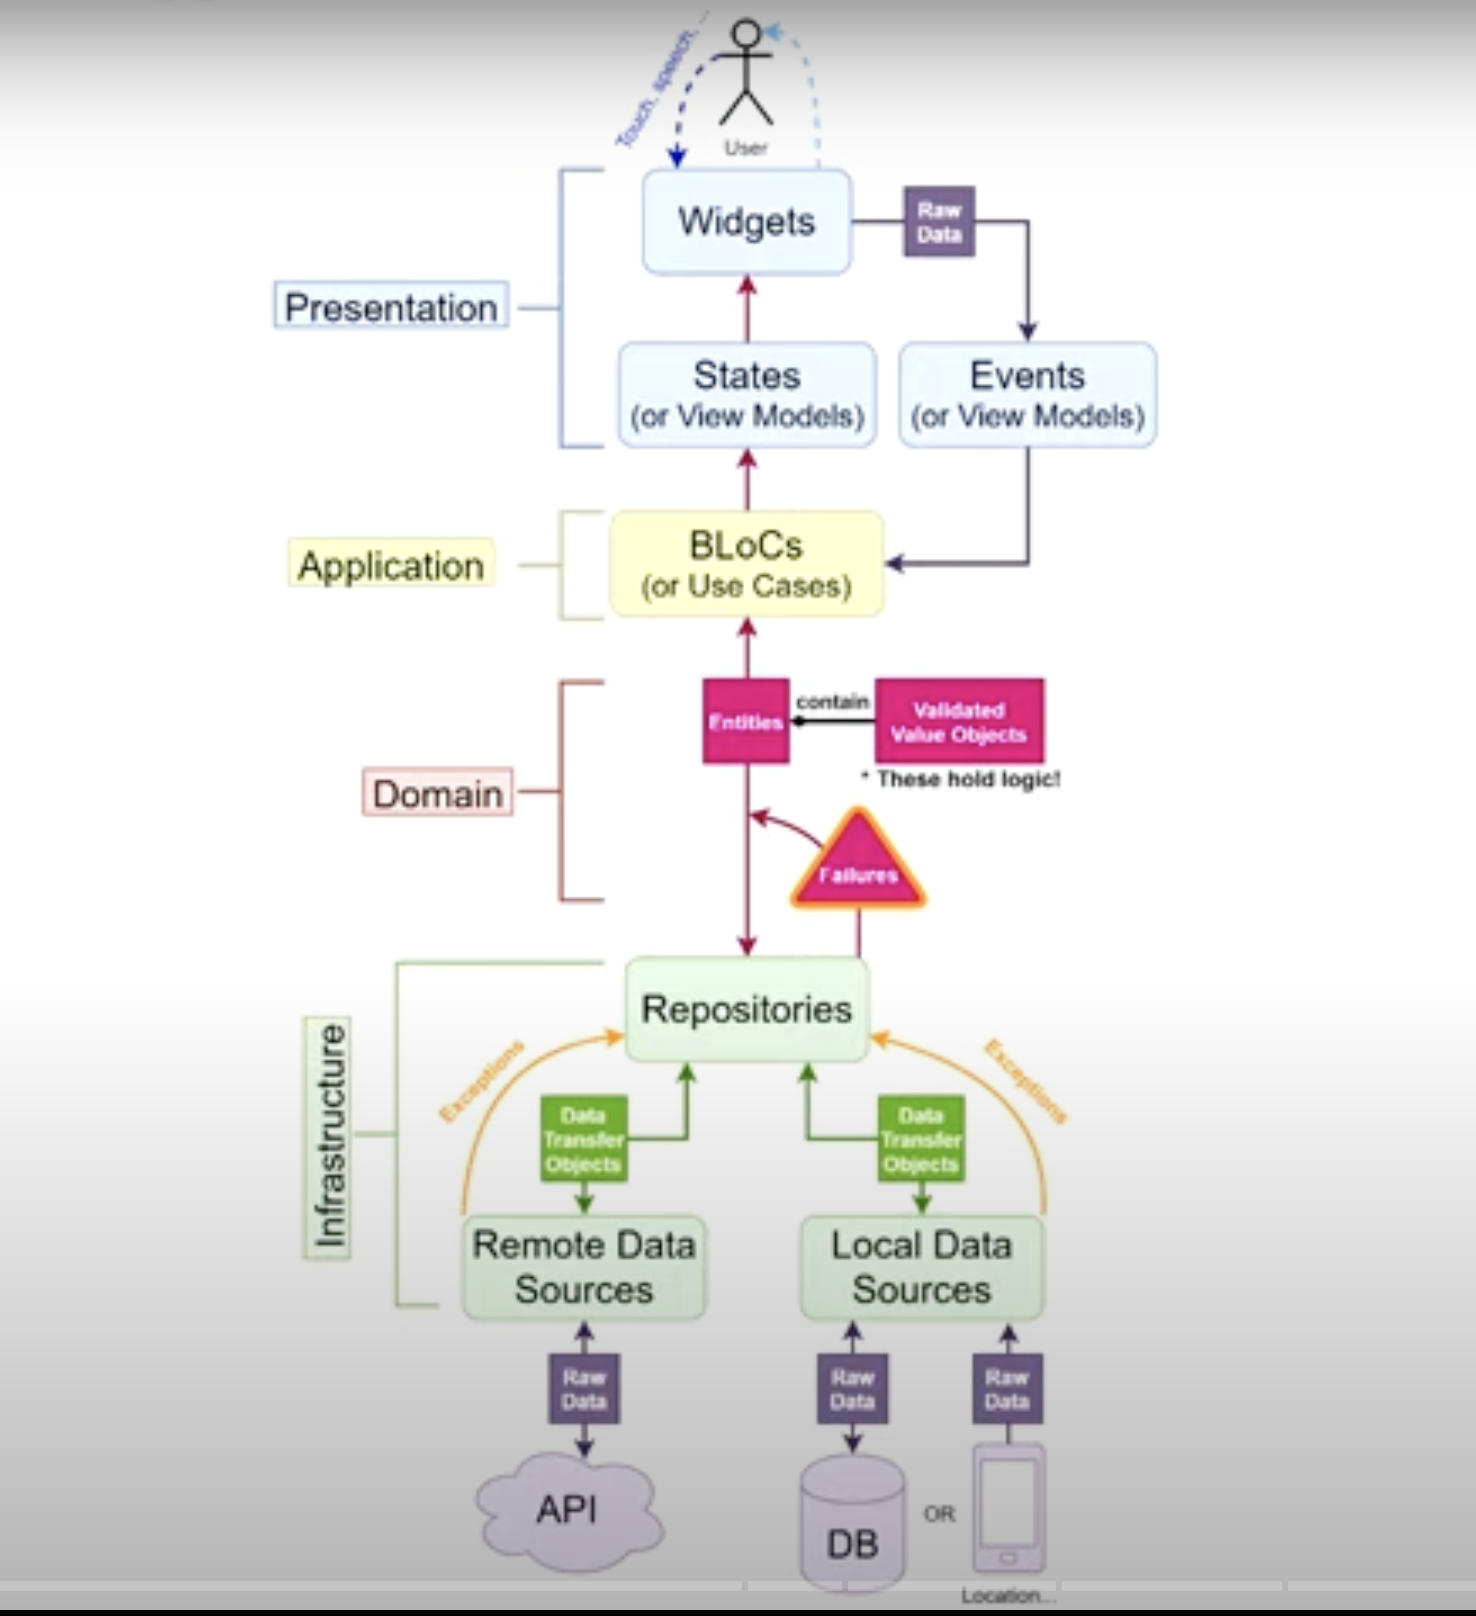 Touch, speech, ...
User
Widgets
Raw
Data
Presentation
States
(or View Models)
Events
(or View Models)
Application
BLoCs
(or Use Cases)
Entities
contain
Validated
Value Objects
* These hold logic!
Domain
Failures
Infrastructure
Repositories
Exceptions
Exceptions
Data
Transfer
Objects
Data
Transfer
Objects
Remote Data
Sources
Local Data
Sources
Raw
Data
Raw
Data
Raw
Data
API
DB
OR
Location...